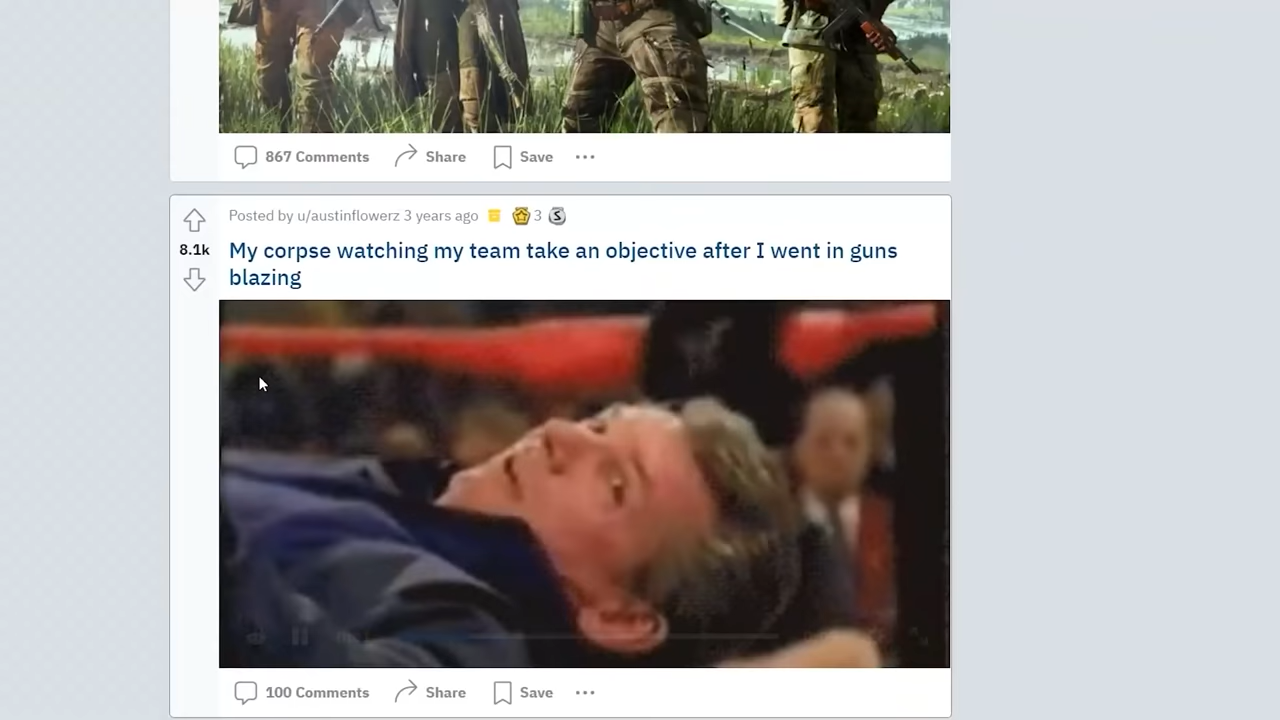 867 Comments Share Save
Posted by u/austinflowerz 3 years ago 3
8.1k
My corpse watching my team take an objective after I went in guns
blazing
100 Comments Share Save